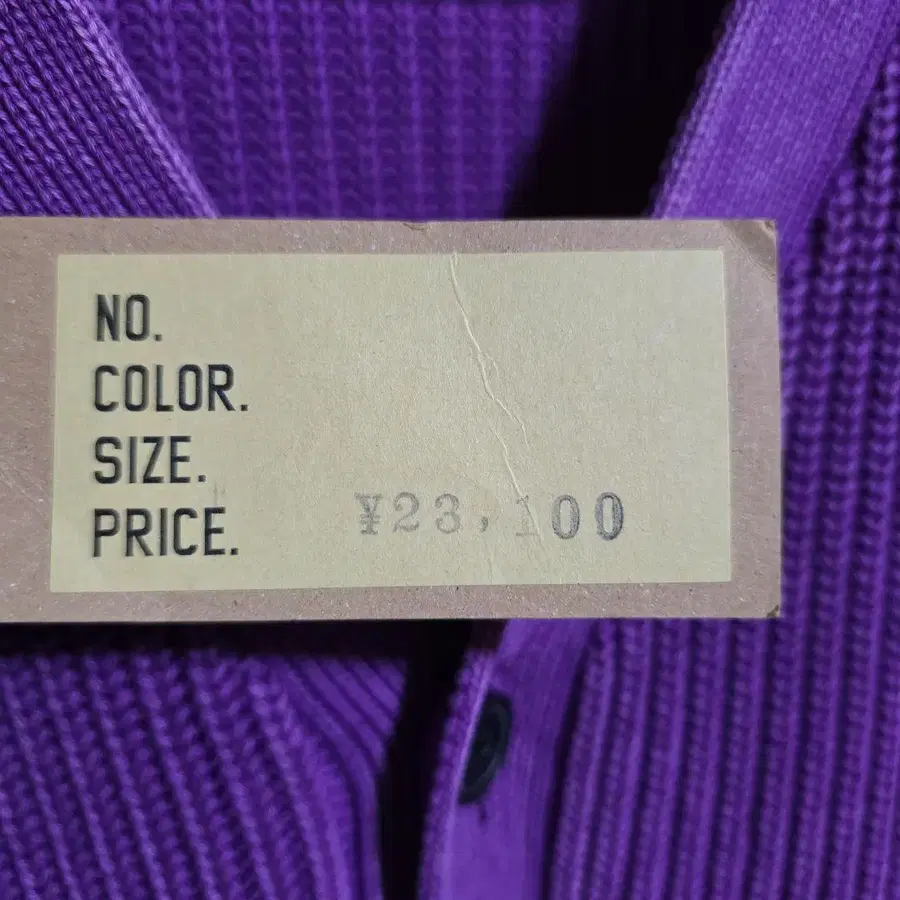 NO.
COLOR.
SIZE.
PRICE. ¥23,100